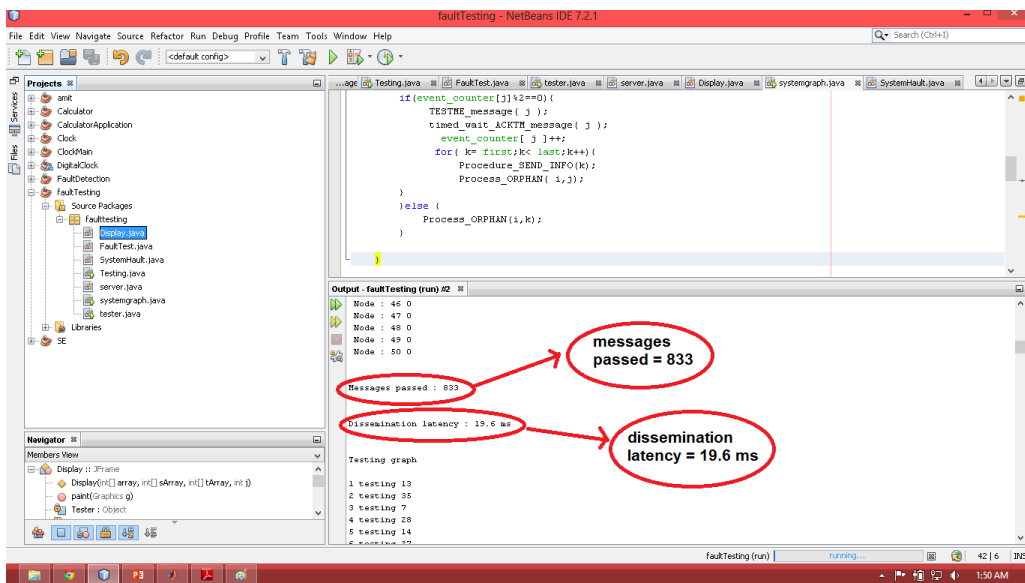 faultTesting - NetBeans IDE 7.2.1
File Edit View Navigate Source Refactor Run Debug Profile Team Tools Window Help
Search (Ctrl+I)
<default config>
Projects
Services
Files
amit
Calculator
CalculatorApplication
Clock
ClockMain
DigitalClock
FaultDetection
faultTesting
Source Packages
faulttesting
Display.java
FaultTest.java
SystemHault.java
Testing.java
server.java
systemgraph.java
tester.java
Libraries
SE
Navigator
Members View
Display :: JFrame
Display(int[] array, int[] sArray, int[] tArray, int j)
paint(Graphics g)
Tester : Object
...age Testing.java FaultTest.java tester.java server.java Display.java systemgraph.java SystemHault.java
if(event_counter[j]%2==0){
TESTME_message( j );
timed_wait_ACKTM_message( j );
event_counter[ j ]++;
for( k= first;k< last;k++){
Procedure_SEND_INFO(k);
Process_ORPHAN( i,j);
}
}else {
Process_ORPHAN(i,k);
}
}
Output - faultTesting (run) #2
Node : 46 0
Node : 47 0
Node : 48 0
Node : 49 0
Node : 50 0
Messages passed : 833
messages
passed = 833
Dissemination latency : 19.6 ms
dissemination
latency = 19.6 ms
Testing graph
1 testing 13
2 testing 35
3 testing 7
4 testing 28
5 testing 14
faultTesting (run)
running...
42 | 6
INS
1:50 AM